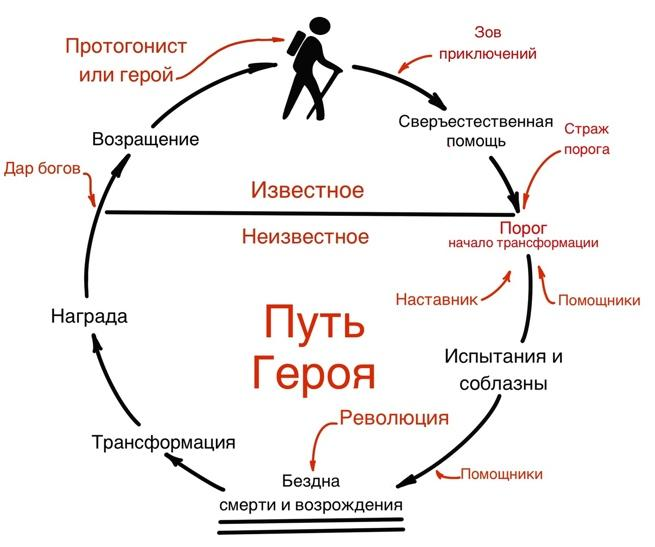 Протогонист
или герой
Зов
приключений
Сверъестественная
помощь
Страж
порога
Возращение
Дар богов
Известное
Неизвестное
Порог
начало трансформации
Наставник
Помощники
Награда
Путь
Героя
Испытания и
соблазны
Революция
Трансформация
Помощники
Бездна
смерти и возрождения